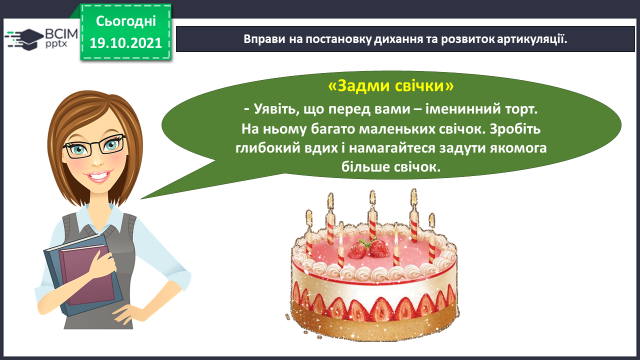 BCIM
pptx
Сьогодні
19.10.2021
Вправи на постановку дихання та розвиток артикуляції.
«Задми свічки»
- Уявіть, що перед вами – іменинний торт.
На ньому багато маленьких свічок. Зробіть
глибокий вдих і намагайтеся задути якомога
більше свічок.